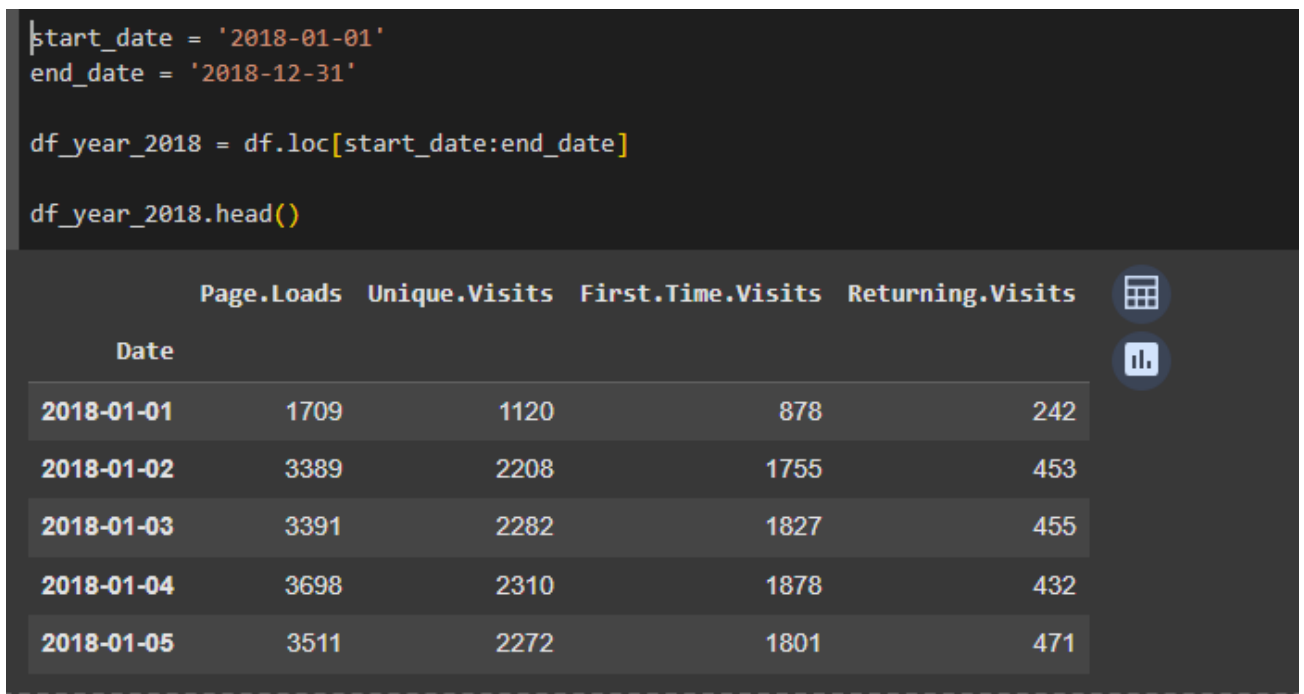 start_date = '2018-01-01'
end_date = '2018-12-31'
df_year_2018 = df.loc[start_date:end_date]
df_year_2018.head()
Page.Loads Unique.Visits First.Time.Visits Returning.Visits
Date
2018-01-01 1709 1120 878 242
2018-01-02 3389 2208 1755 453
2018-01-03 3391 2282 1827 455
2018-01-04 3698 2310 1878 432
2018-01-05 3511 2272 1801 471